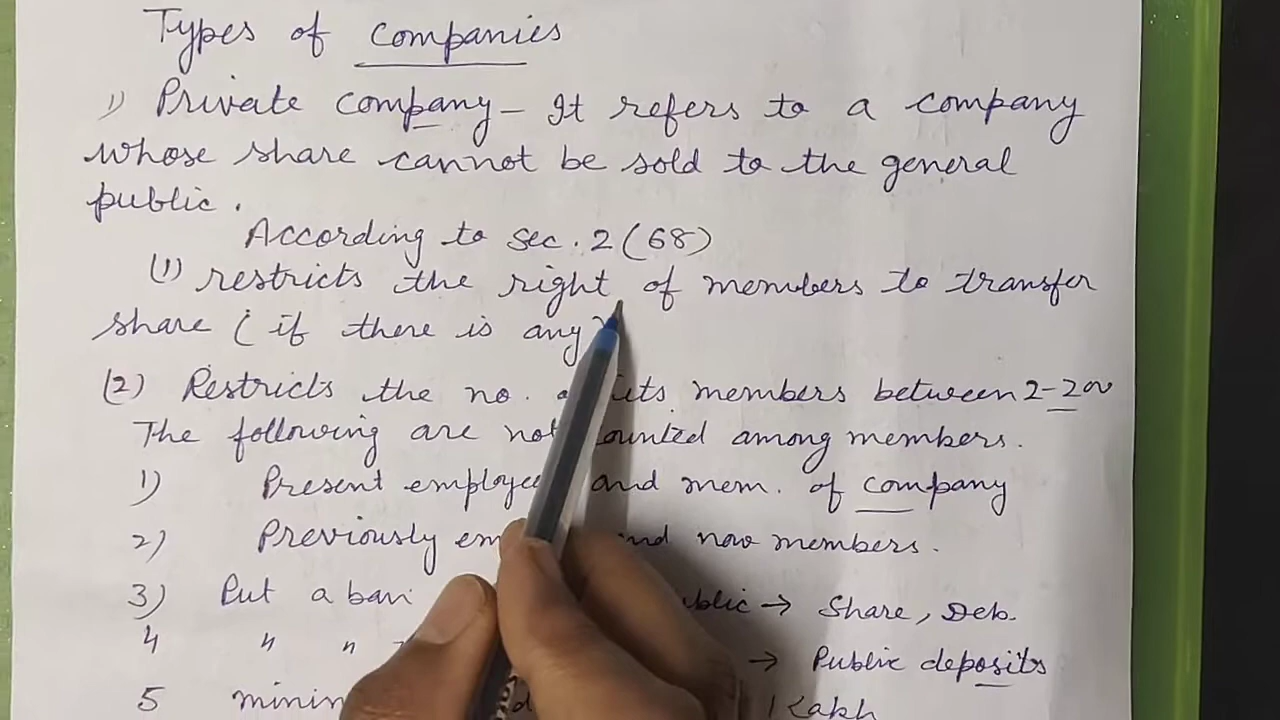 Types of companies
1) Private company – It refers to a company
whose share cannot be sold to the general
public.
According to sec. 2(68)
(1) restricts the right of members to transfer
share (if there is any)
(2) Restricts the no. its members between 2-200
The following are not counted among members.
1) Present employee and mem. of company
2) Previously em and now members.
3) Put a ban → Share, Deb.
4 " " → Public deposits
5 1 Lakh